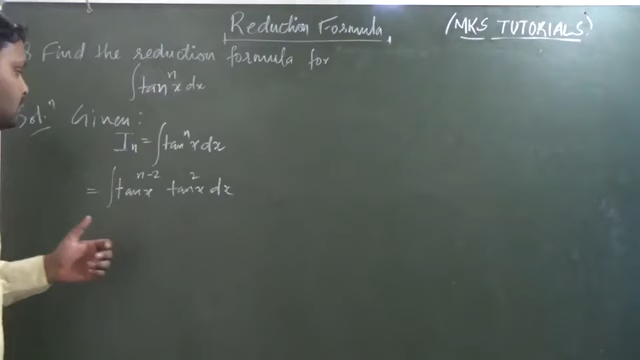 Reduction Formula
(MKS TUTORIALS)
Find the reduction formula for
∫tanⁿx dx
Solⁿ Given:
Iₙ = ∫tanⁿx dx
= ∫tanⁿ⁻²x tan²x dx